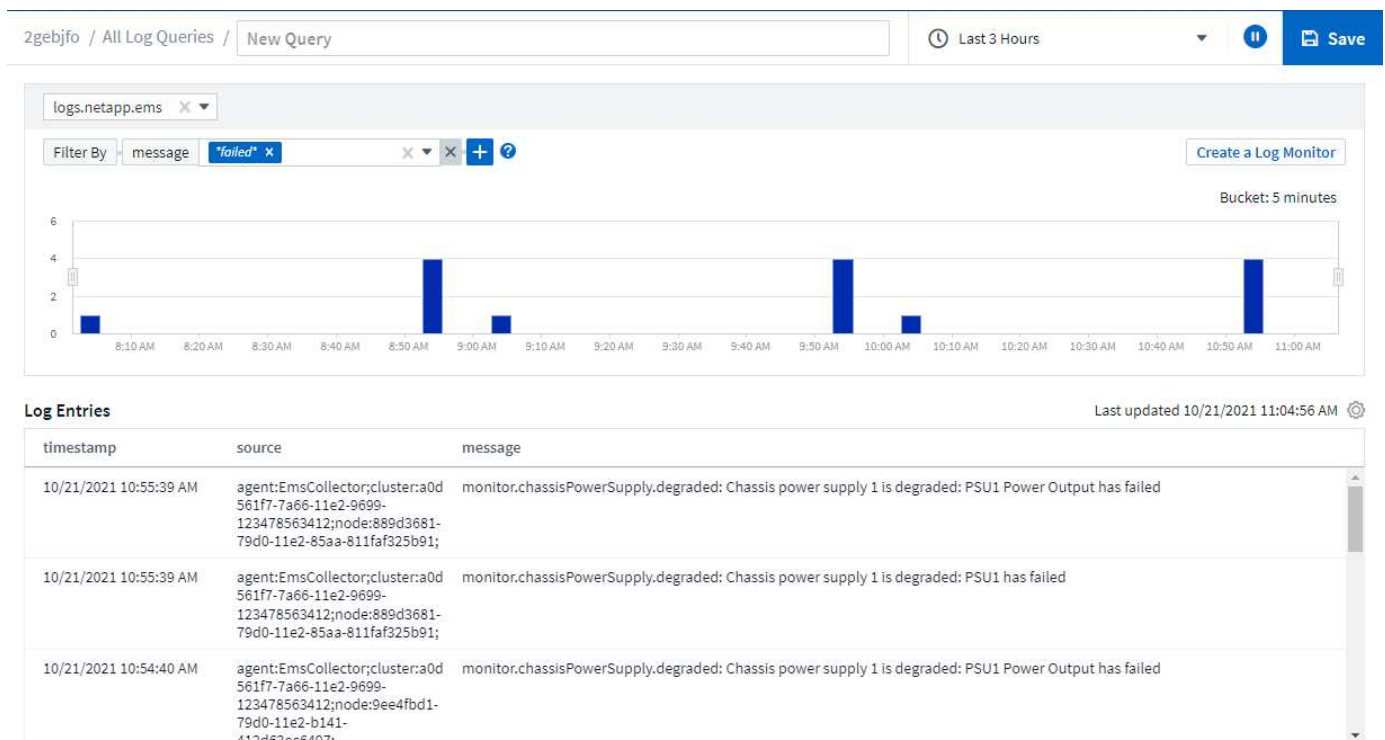 2gebjfo / All Log Queries / New Query Last 3 Hours Save
logs.netapp.ems
Filter By message *failed* Create a Log Monitor
Bucket: 5 minutes
6
4
2
0
8:10 AM 8:20 AM 8:30 AM 8:40 AM 8:50 AM 9:00 AM 9:10 AM 9:20 AM 9:30 AM 9:40 AM 9:50 AM 10:00 AM 10:10 AM 10:20 AM 10:30 AM 10:40 AM 10:50 AM 11:00 AM
Log Entries Last updated 10/21/2021 11:04:56 AM
timestamp source message
10/21/2021 10:55:39 AM agent:EmsCollector;cluster:a0d monitor.chassisPowerSupply.degraded: Chassis power supply 1 is degraded: PSU1 Power Output has failed
561f7-7a66-11e2-9699-
123478563412;node:889d3681-
79d0-11e2-85aa-811faf325b91;
10/21/2021 10:55:39 AM agent:EmsCollector;cluster:a0d monitor.chassisPowerSupply.degraded: Chassis power supply 1 is degraded: PSU1 has failed
561f7-7a66-11e2-9699-
123478563412;node:889d3681-
79d0-11e2-85aa-811faf325b91;
10/21/2021 10:54:40 AM agent:EmsCollector;cluster:a0d monitor.chassisPowerSupply.degraded: Chassis power supply 1 is degraded: PSU1 Power Output has failed
561f7-7a66-11e2-9699-
123478563412;node:9ee4fbd1-
79d0-11e2-b141-